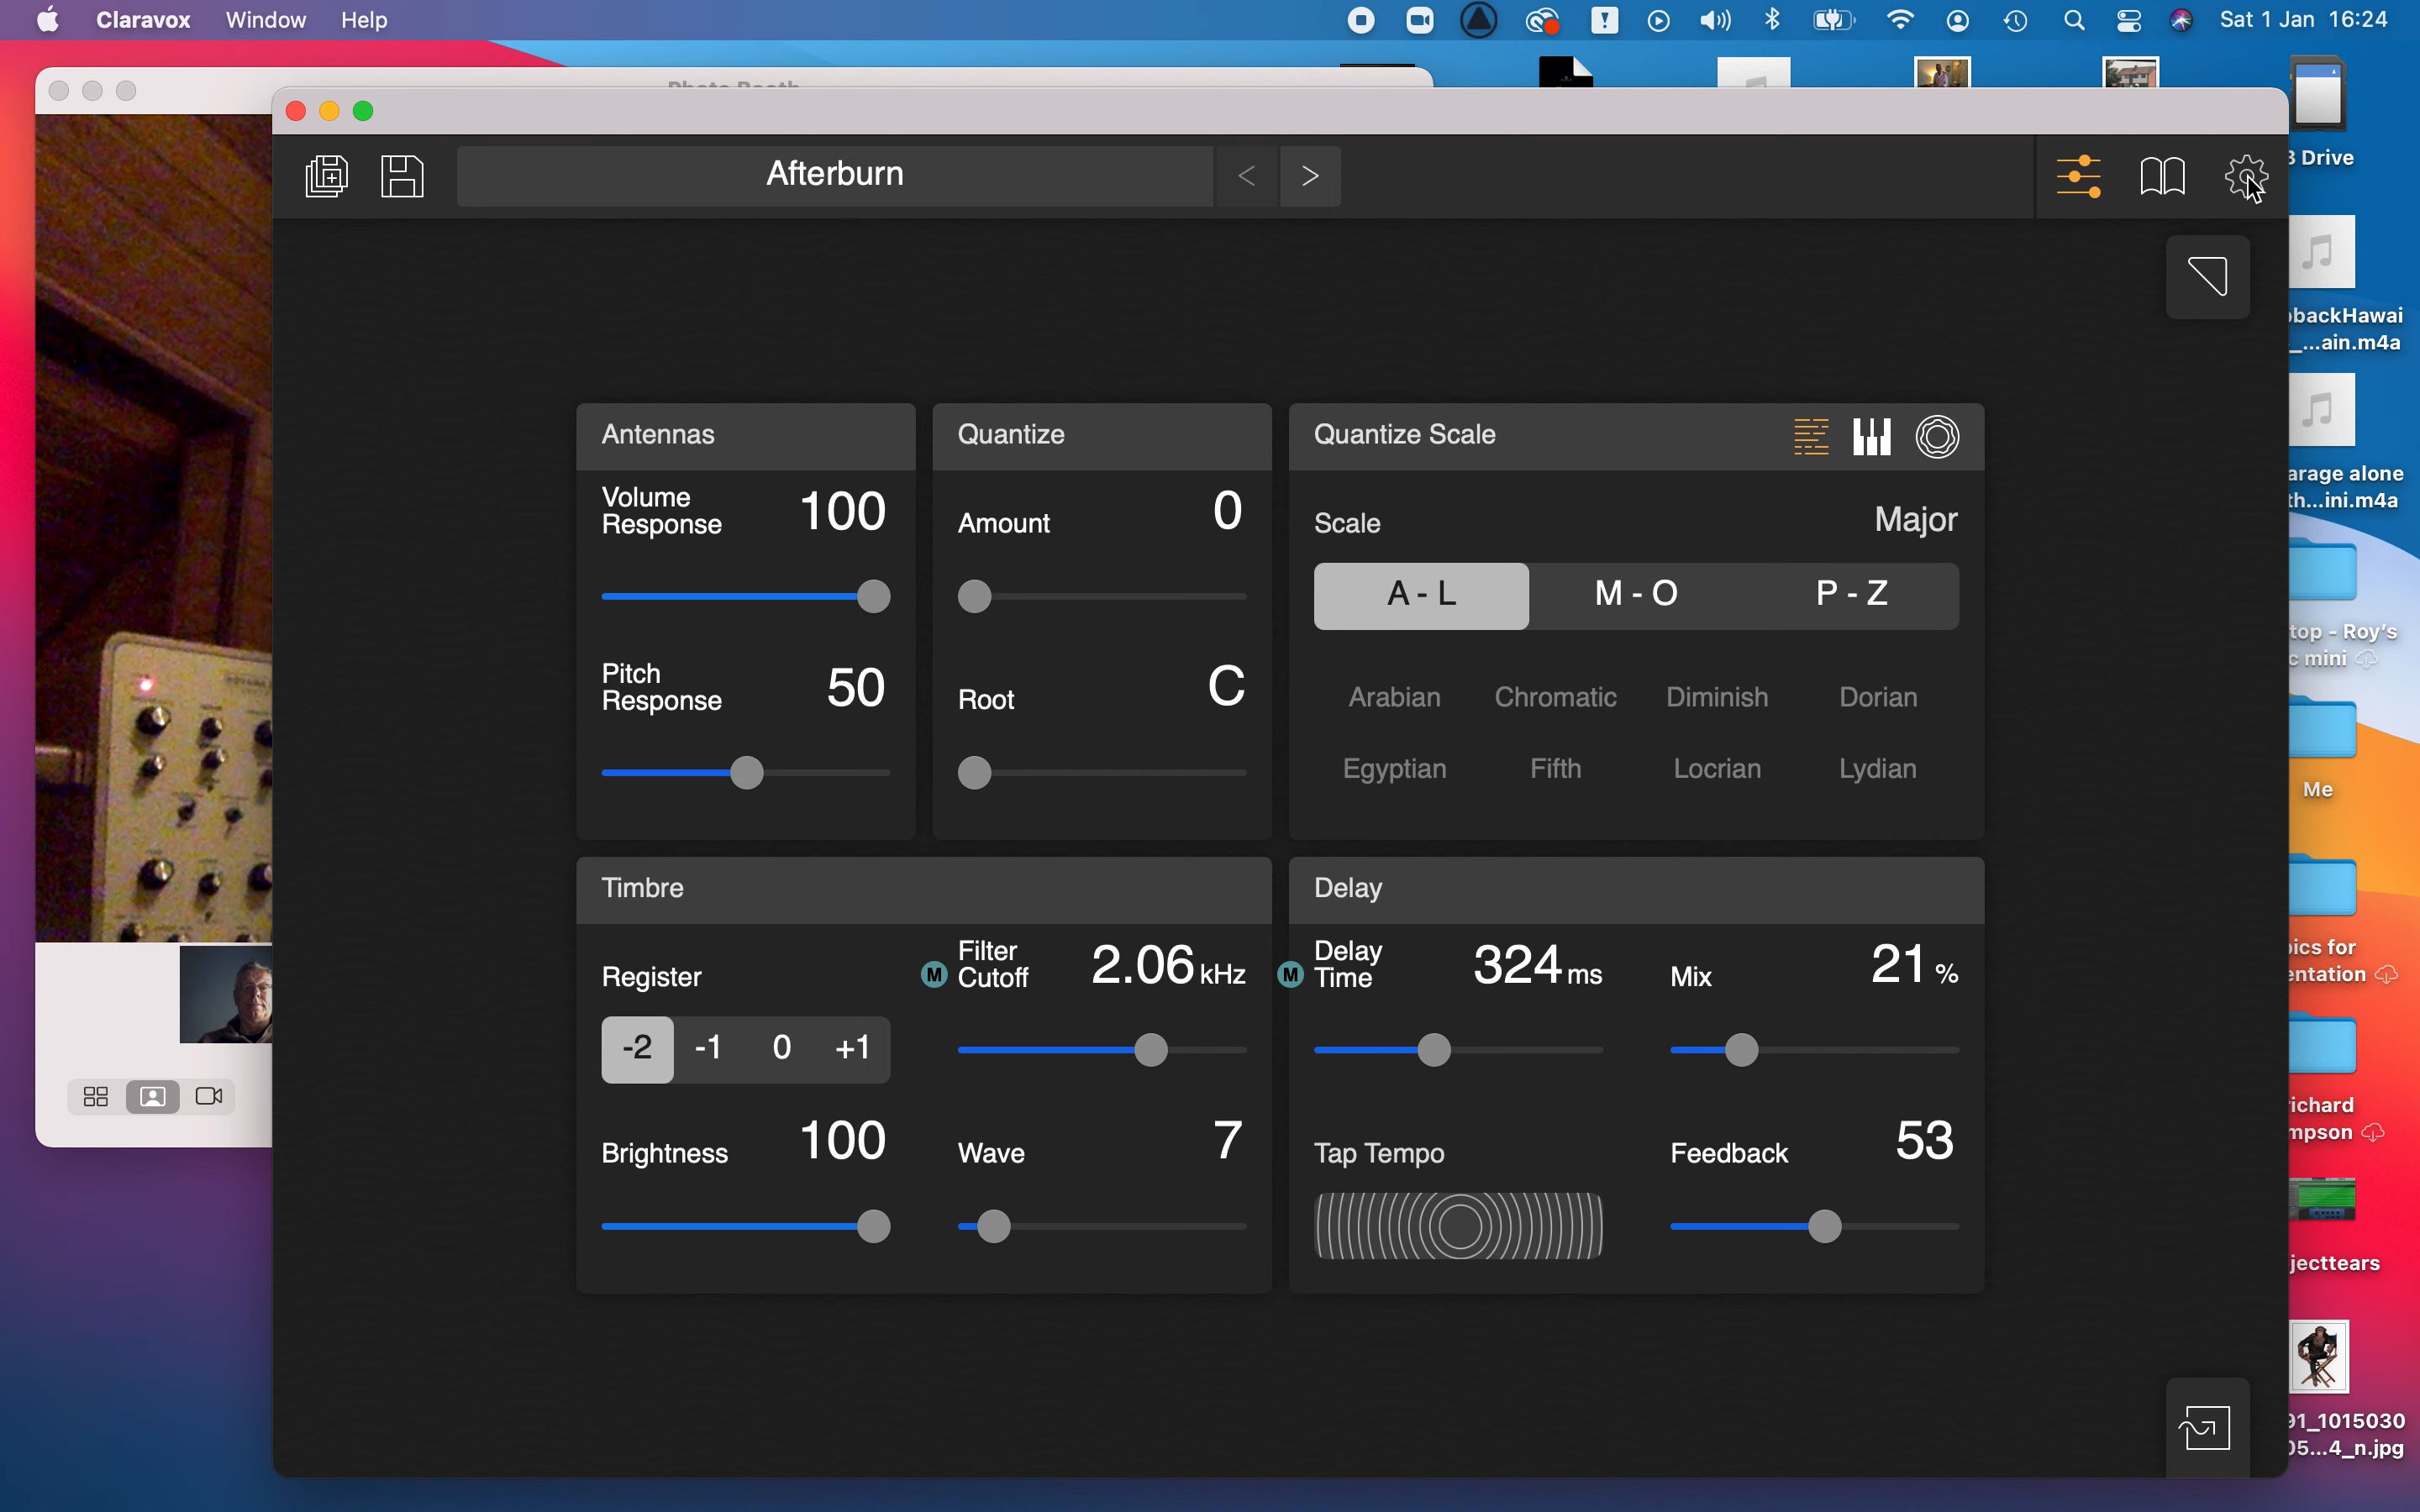 Claravox Window Help
Sat 1 Jan 16:24
Afterburn
< >
Antennas
Volume
Response
100
Pitch
Response
50
Quantize
Amount
0
Root
C
Quantize Scale
Scale
Major
A - L M - O P - Z
Arabian Chromatic Diminish Dorian
Egyptian Fifth Locrian Lydian
Timbre
Register
-2 -1 0 +1
M
Filter
Cutoff
2.06 kHz
Brightness
100
Wave
7
Delay
M
Delay
Time
324 ms
Mix
21 %
Tap Tempo
Feedback
53
Drive
backHawai
_...ain.m4a
arage alone
th...ini.m4a
top - Roy’s
c mini
Me
ics for
entation
ichard
mpson
jecttears
91_1015030
05...4_n.jpg